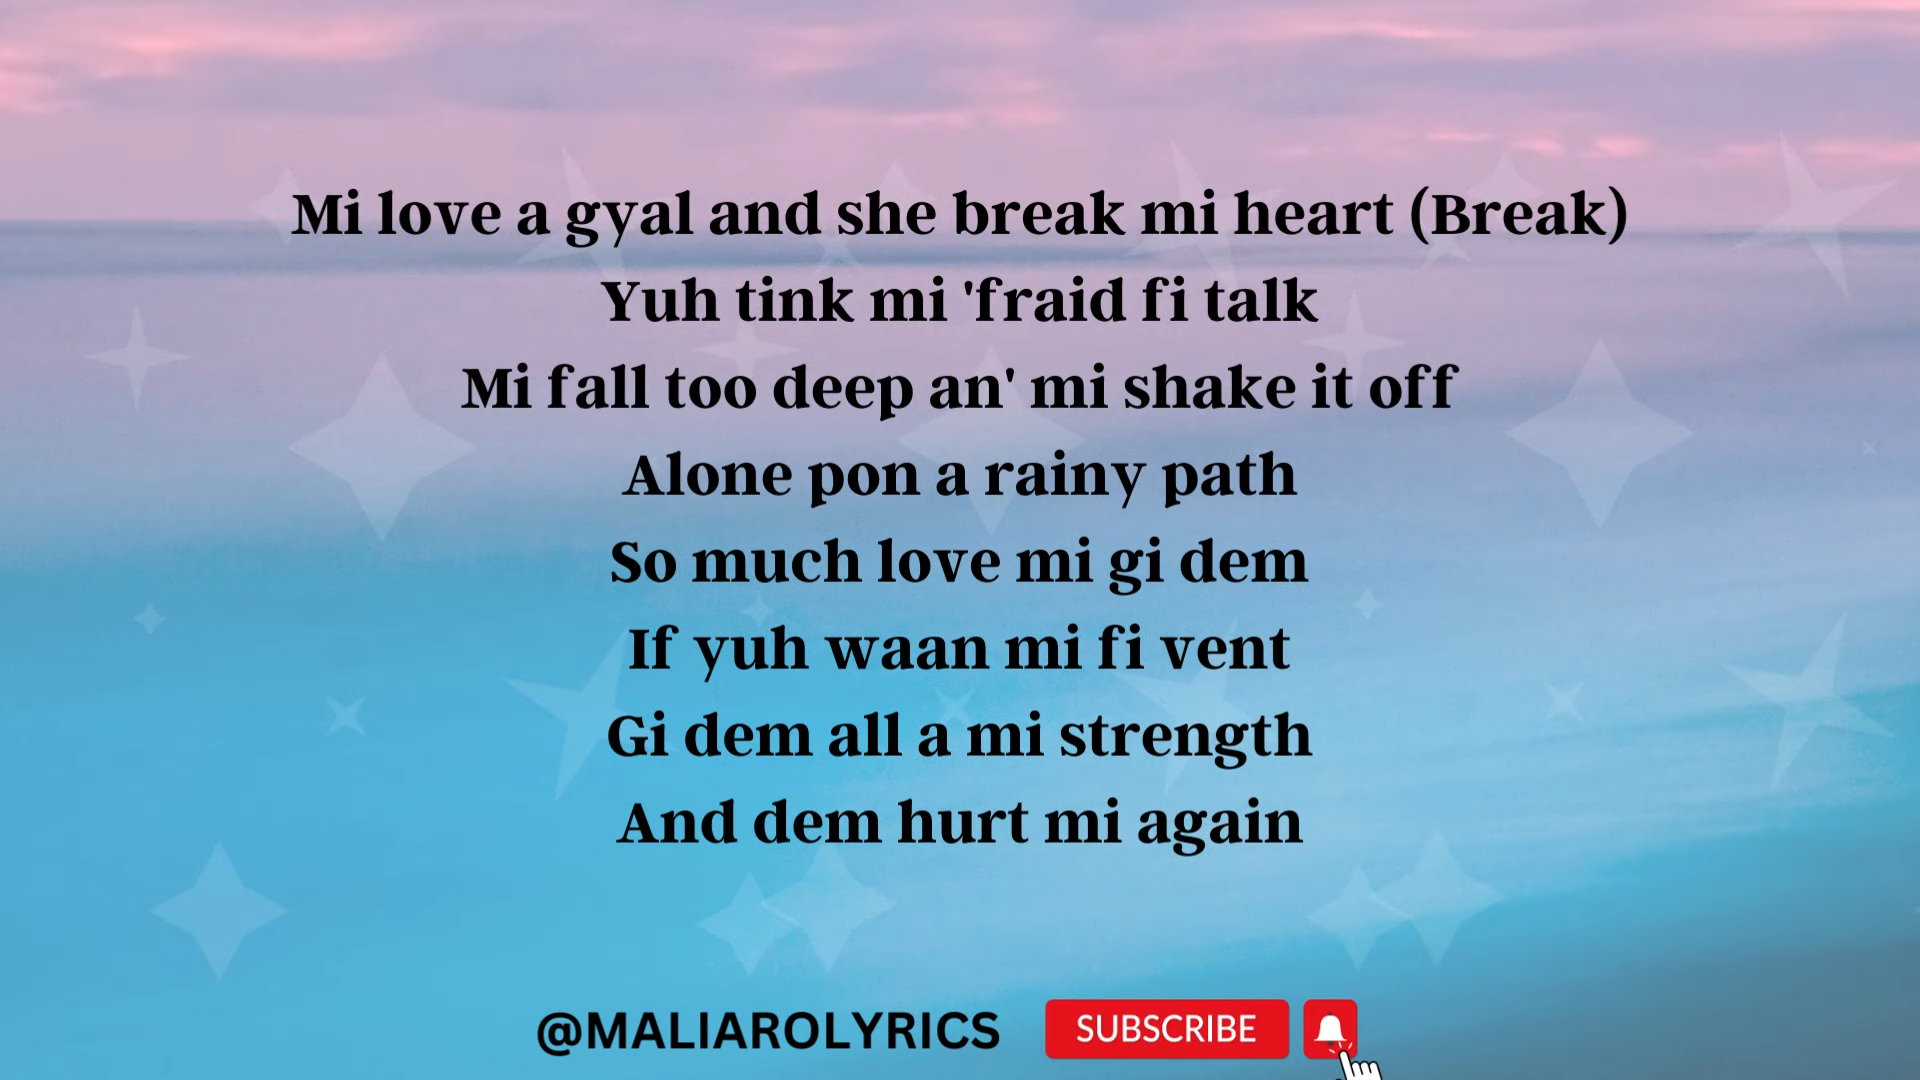 Mi love a gyal and she break mi heart (Break)
Yuh tink mi 'fraid fi talk
Mi fall too deep an' mi shake it off
Alone pon a rainy path
So much love mi gi dem
If yuh waan mi fi vent
Gi dem all a mi strength
And dem hurt mi again
@MALIAROLYRICS SUBSCRIBE